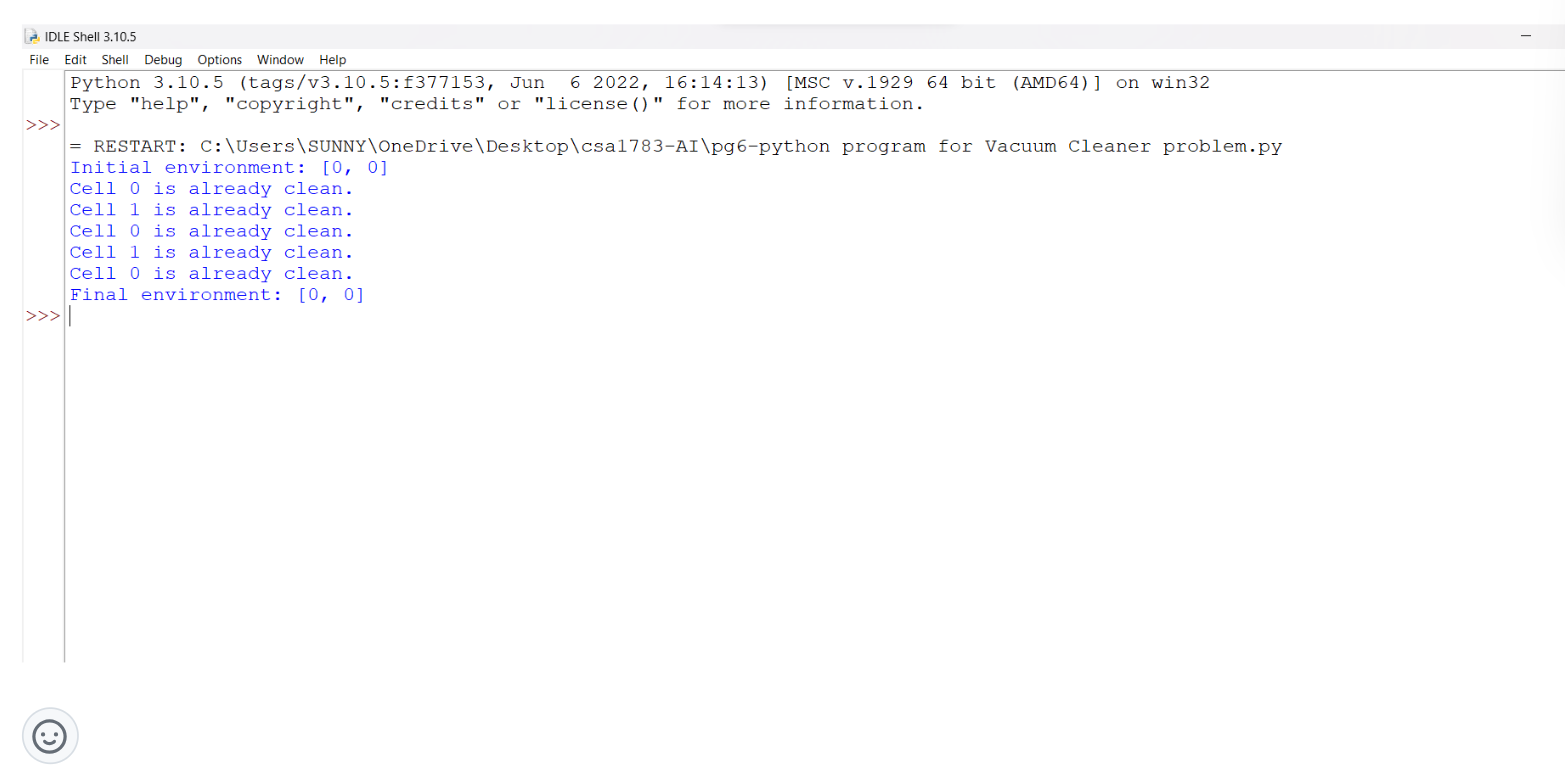 IDLE Shell 3.10.5
File Edit Shell Debug Options Window Help
Python 3.10.5 (tags/v3.10.5:f377153, Jun  6 2022, 16:14:13) [MSC v.1929 64 bit (AMD64)] on win32
Type "help", "copyright", "credits" or "license()" for more information.
>>>
= RESTART: C:\Users\SUNNY\OneDrive\Desktop\csa1783-AI\pg6-python program for Vacuum Cleaner problem.py
Initial environment: [0, 0]
Cell 0 is already clean.
Cell 1 is already clean.
Cell 0 is already clean.
Cell 1 is already clean.
Cell 0 is already clean.
Final environment: [0, 0]
>>>